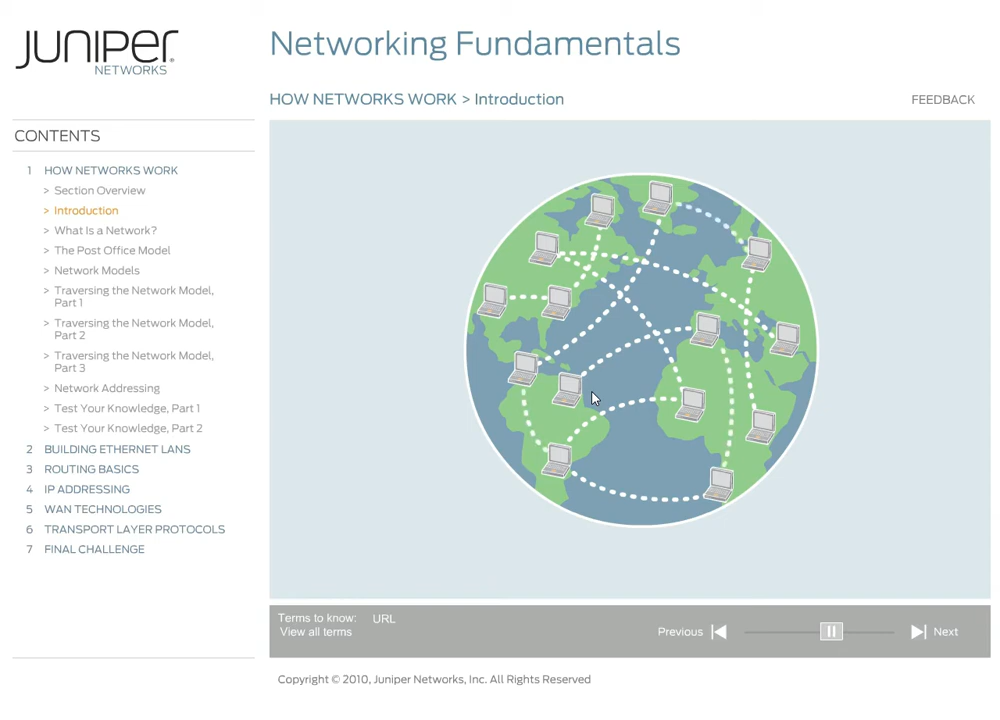 JUNIPER
NETWORKS
Networking Fundamentals
HOW NETWORKS WORK > Introduction
FEEDBACK
CONTENTS
1 HOW NETWORKS WORK
> Section Overview
> Introduction
> What Is a Network?
> The Post Office Model
> Network Models
> Traversing the Network Model,
Part 1
> Traversing the Network Model,
Part 2
> Traversing the Network Model,
Part 3
> Network Addressing
> Test Your Knowledge, Part 1
> Test Your Knowledge, Part 2
2 BUILDING ETHERNET LANS
3 ROUTING BASICS
4 IP ADDRESSING
5 WAN TECHNOLOGIES
6 TRANSPORT LAYER PROTOCOLS
7 FINAL CHALLENGE
Terms to know: URL
View all terms
Previous
Next
Copyright © 2010, Juniper Networks, Inc. All Rights Reserved